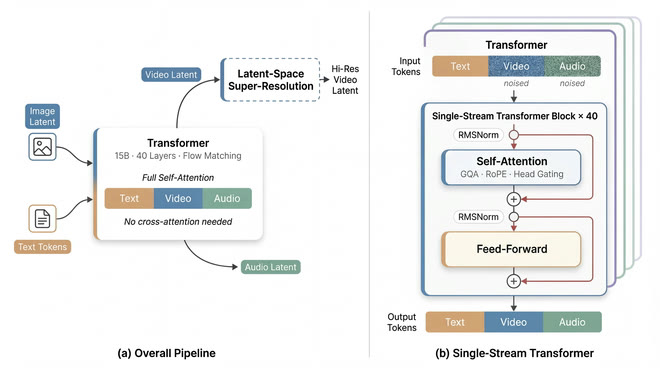 Image
Latent
Text Tokens
Video Latent
Latent-Space
Super-Resolution
Hi-Res
Video
Latent
Transformer
15B · 40 Layers · Flow Matching
Full Self-Attention
Text Video Audio
No cross-attention needed
Audio Latent
(a) Overall Pipeline
Transformer
Input
Tokens
Text Video Audio
noised noised
Single-Stream Transformer Block × 40
RMSNorm
Self-Attention
GQA · RoPE · Head Gating
+
RMSNorm
Feed-Forward
+
Output
Tokens
Text Video Audio
(b) Single-Stream Transformer